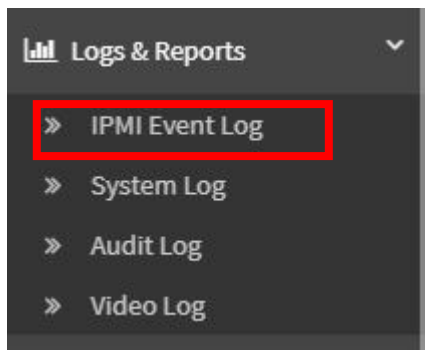 Logs & Reports
IPMI Event Log
System Log
Audit Log
Video Log